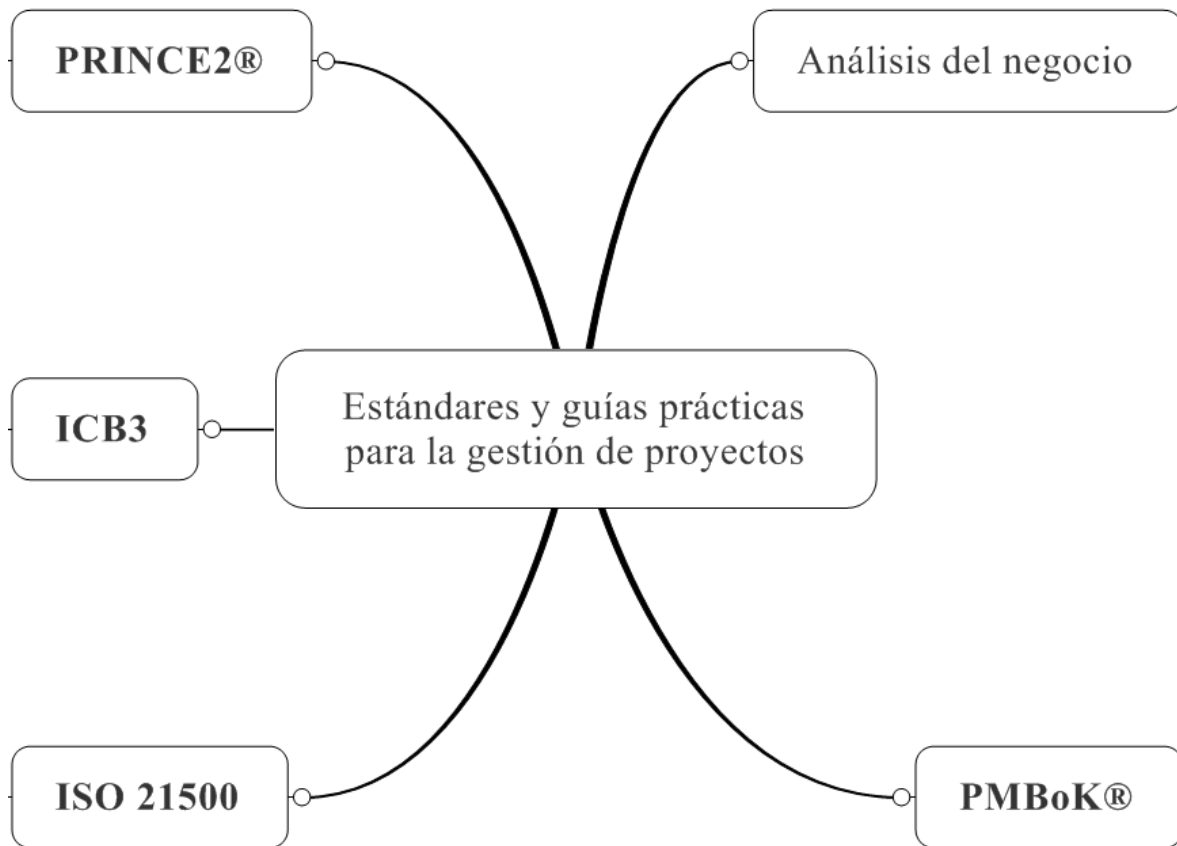 PRINCE2®
Análisis del negocio
ICB3
Estándares y guías prácticas
para la gestión de proyectos
ISO 21500
PMBoK®